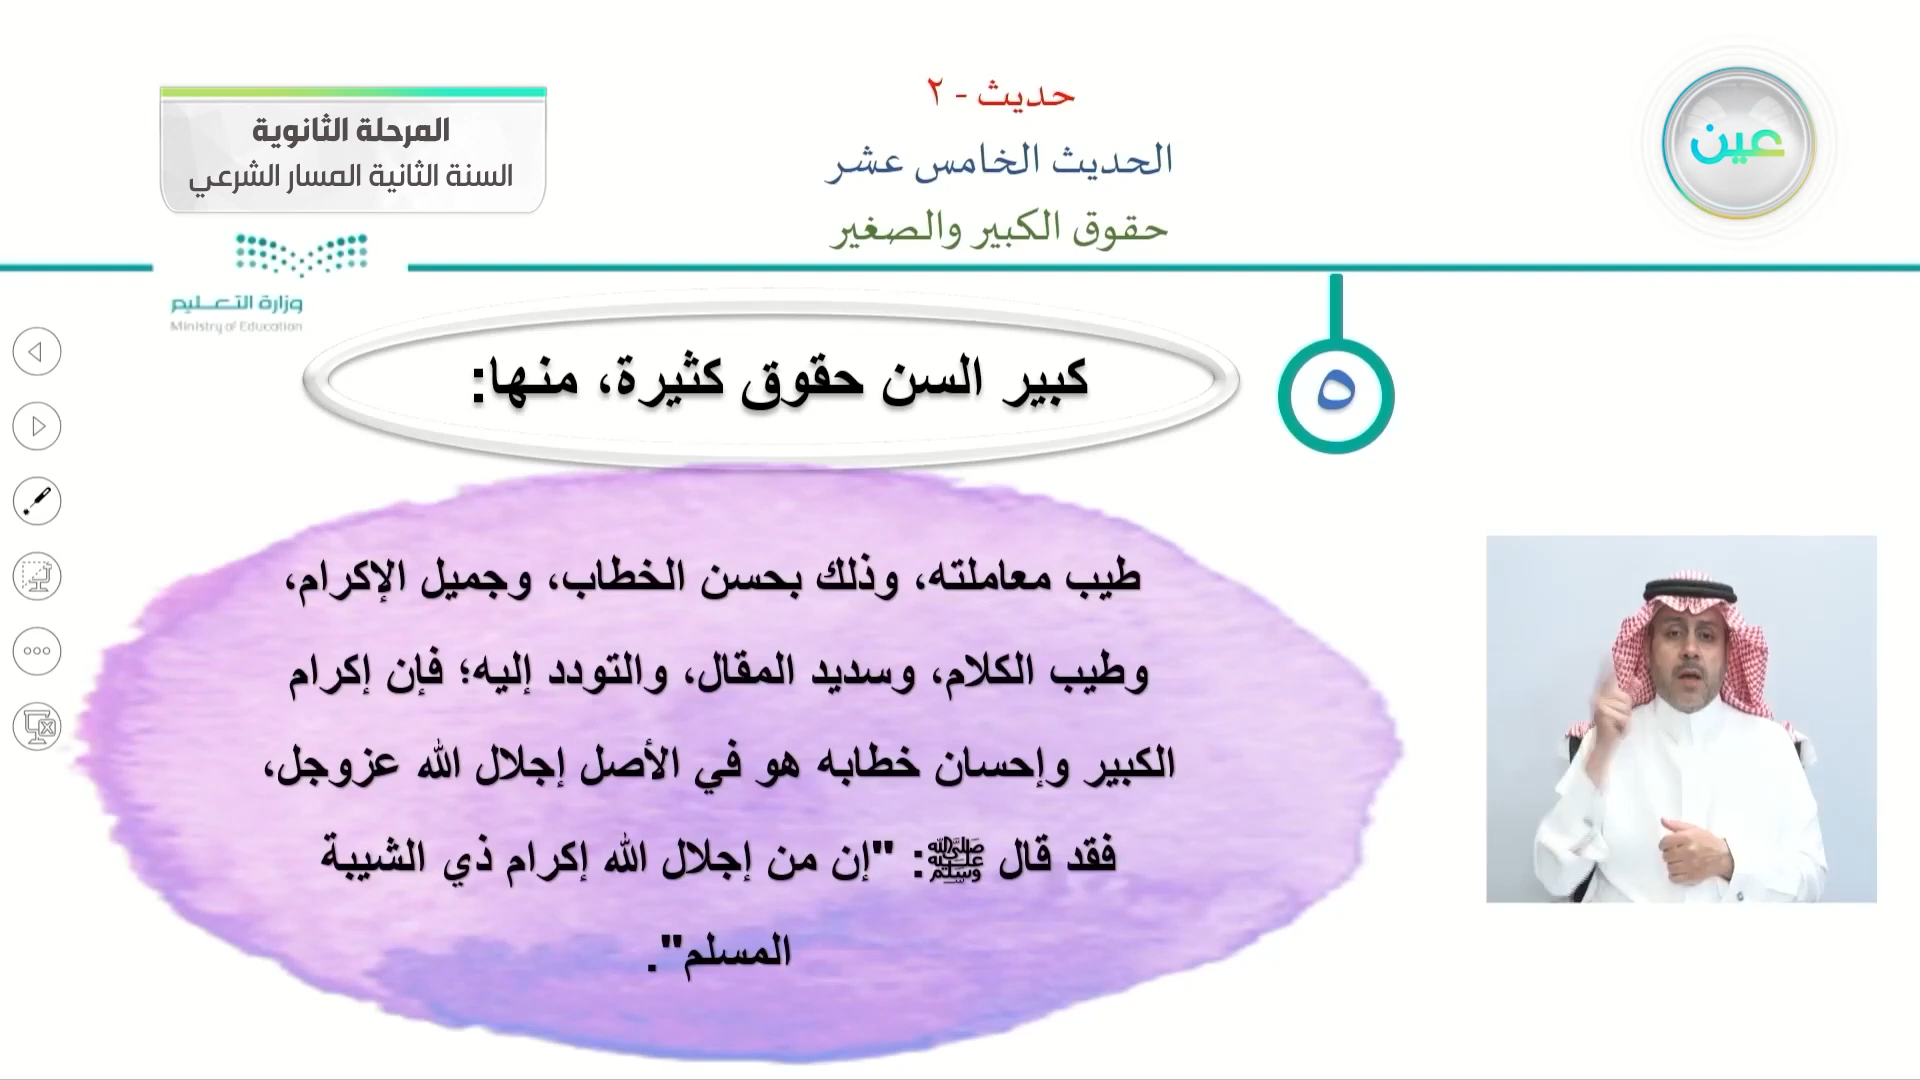 حديث - ٢
الحديث الخامس عشر
حقوق الكبير والصغير
عين
المرحلة الثانوية
السنة الثانية المسار الشرعي
وزارة التعليم
Ministry of Education
٥
كبير السن حقوق كثيرة، منها:
طيب معاملته، وذلك بحسن الخطاب، وجميل الإكرام،
وطيب الكلام، وسديد المقال، والتودد إليه؛ فإن إكرام
الكبير وإحسان خطابه هو في الأصل إجلال الله عزوجل،
فقد قال ﷺ: "إن من إجلال الله إكرام ذي الشيبة
المسلم".